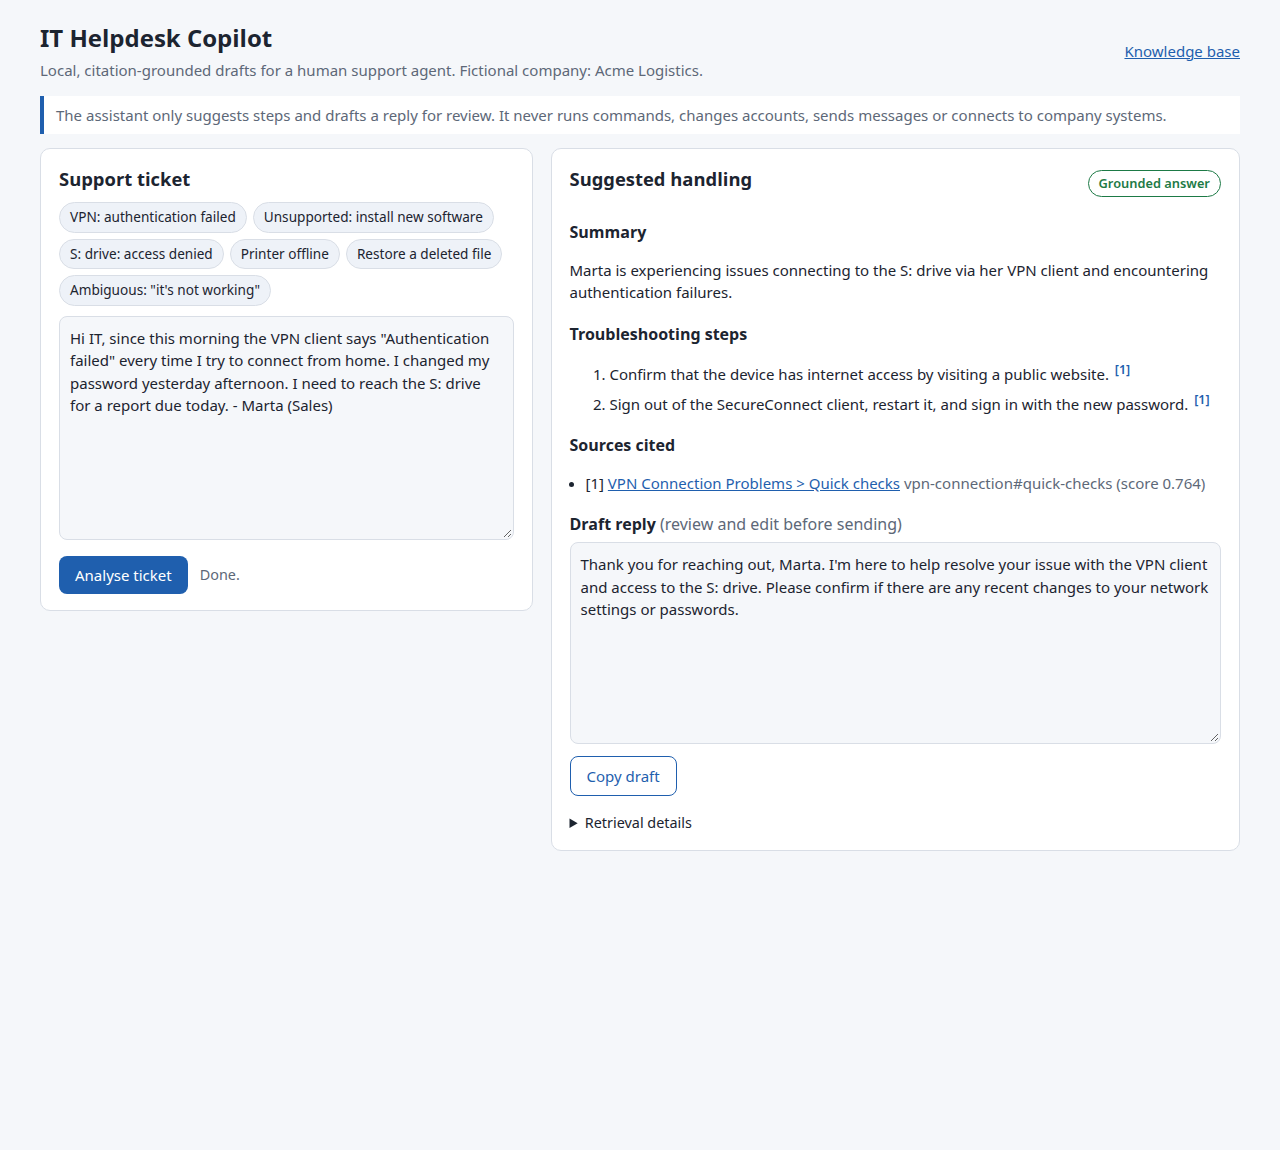 IT Helpdesk Copilot
Local, citation-grounded drafts for a human support agent. Fictional company: Acme Logistics.
Knowledge base
The assistant only suggests steps and drafts a reply for review. It never runs commands, changes accounts, sends messages or connects to company systems.
Support ticket
VPN: authentication failed
Unsupported: install new software
S: drive: access denied
Printer offline
Restore a deleted file
Ambiguous: "it's not working"
Hi IT, since this morning the VPN client says "Authentication
failed" every time I try to connect from home. I changed my
password yesterday afternoon. I need to reach the S: drive
for a report due today. - Marta (Sales)
Analyse ticket
Done.
Suggested handling
Grounded answer
Summary
Marta is experiencing issues connecting to the S: drive via her VPN client and encountering
authentication failures.
Troubleshooting steps
1. Confirm that the device has internet access by visiting a public website. [1]
2. Sign out of the SecureConnect client, restart it, and sign in with the new password. [1]
Sources cited
• [1] VPN Connection Problems > Quick checks vpn-connection#quick-checks (score 0.764)
Draft reply (review and edit before sending)
Thank you for reaching out, Marta. I'm here to help resolve your issue with the VPN client
and access to the S: drive. Please confirm if there are any recent changes to your network
settings or passwords.
Copy draft
▶ Retrieval details